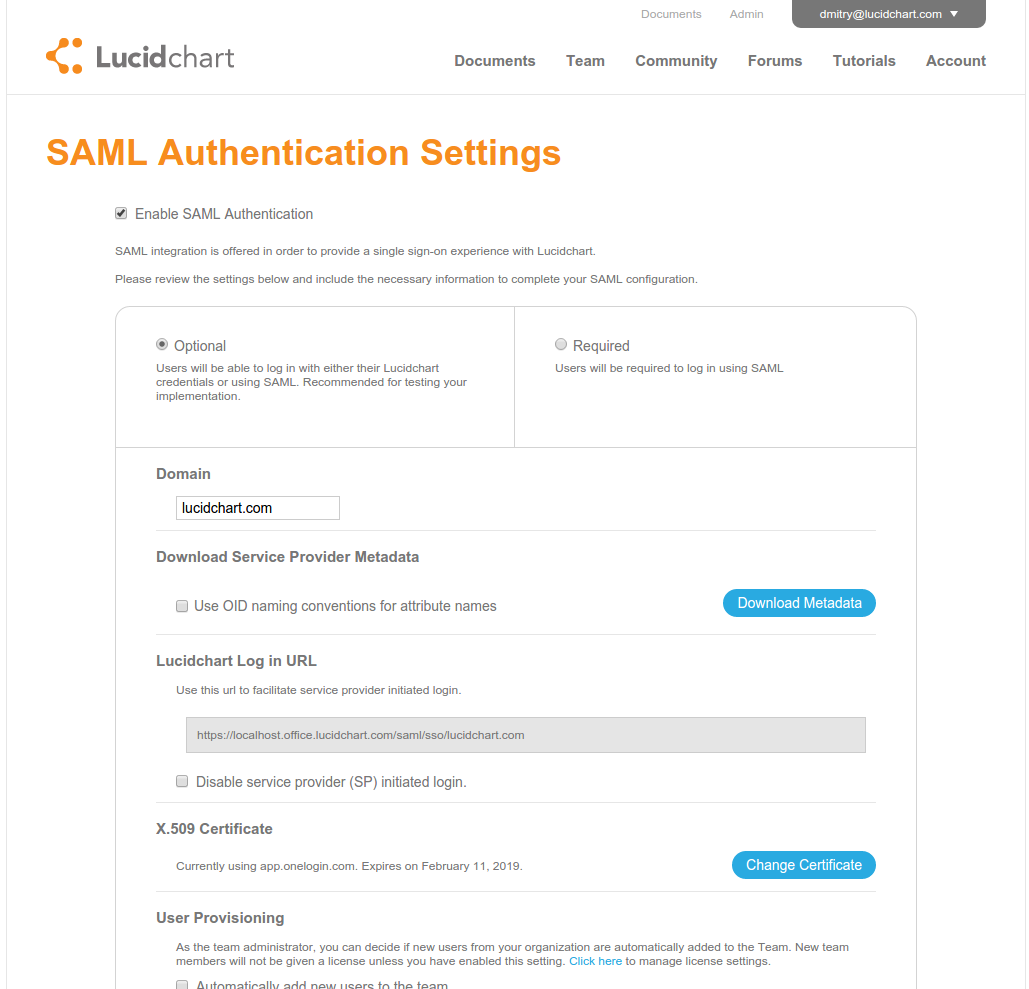 Documents Admin dmitry@lucidchart.com
Lucidchart
Documents Team Community Forums Tutorials Account
SAML Authentication Settings
Enable SAML Authentication
SAML integration is offered in order to provide a single sign-on experience with Lucidchart.
Please review the settings below and include the necessary information to complete your SAML configuration.
Optional
Users will be able to log in with either their Lucidchart
credentials or using SAML. Recommended for testing your
implementation.
Required
Users will be required to log in using SAML
Domain
lucidchart.com
Download Service Provider Metadata
Use OID naming conventions for attribute names
Download Metadata
Lucidchart Log in URL
Use this url to facilitate service provider initiated login.
https://localhost.office.lucidchart.com/saml/sso/lucidchart.com
Disable service provider (SP) initiated login.
X.509 Certificate
Currently using app.onelogin.com. Expires on February 11, 2019.
Change Certificate
User Provisioning
As the team administrator, you can decide if new users from your organization are automatically added to the Team. New team
members will not be given a license unless you have enabled this setting. Click here to manage license settings.
Automatically add new users to the team